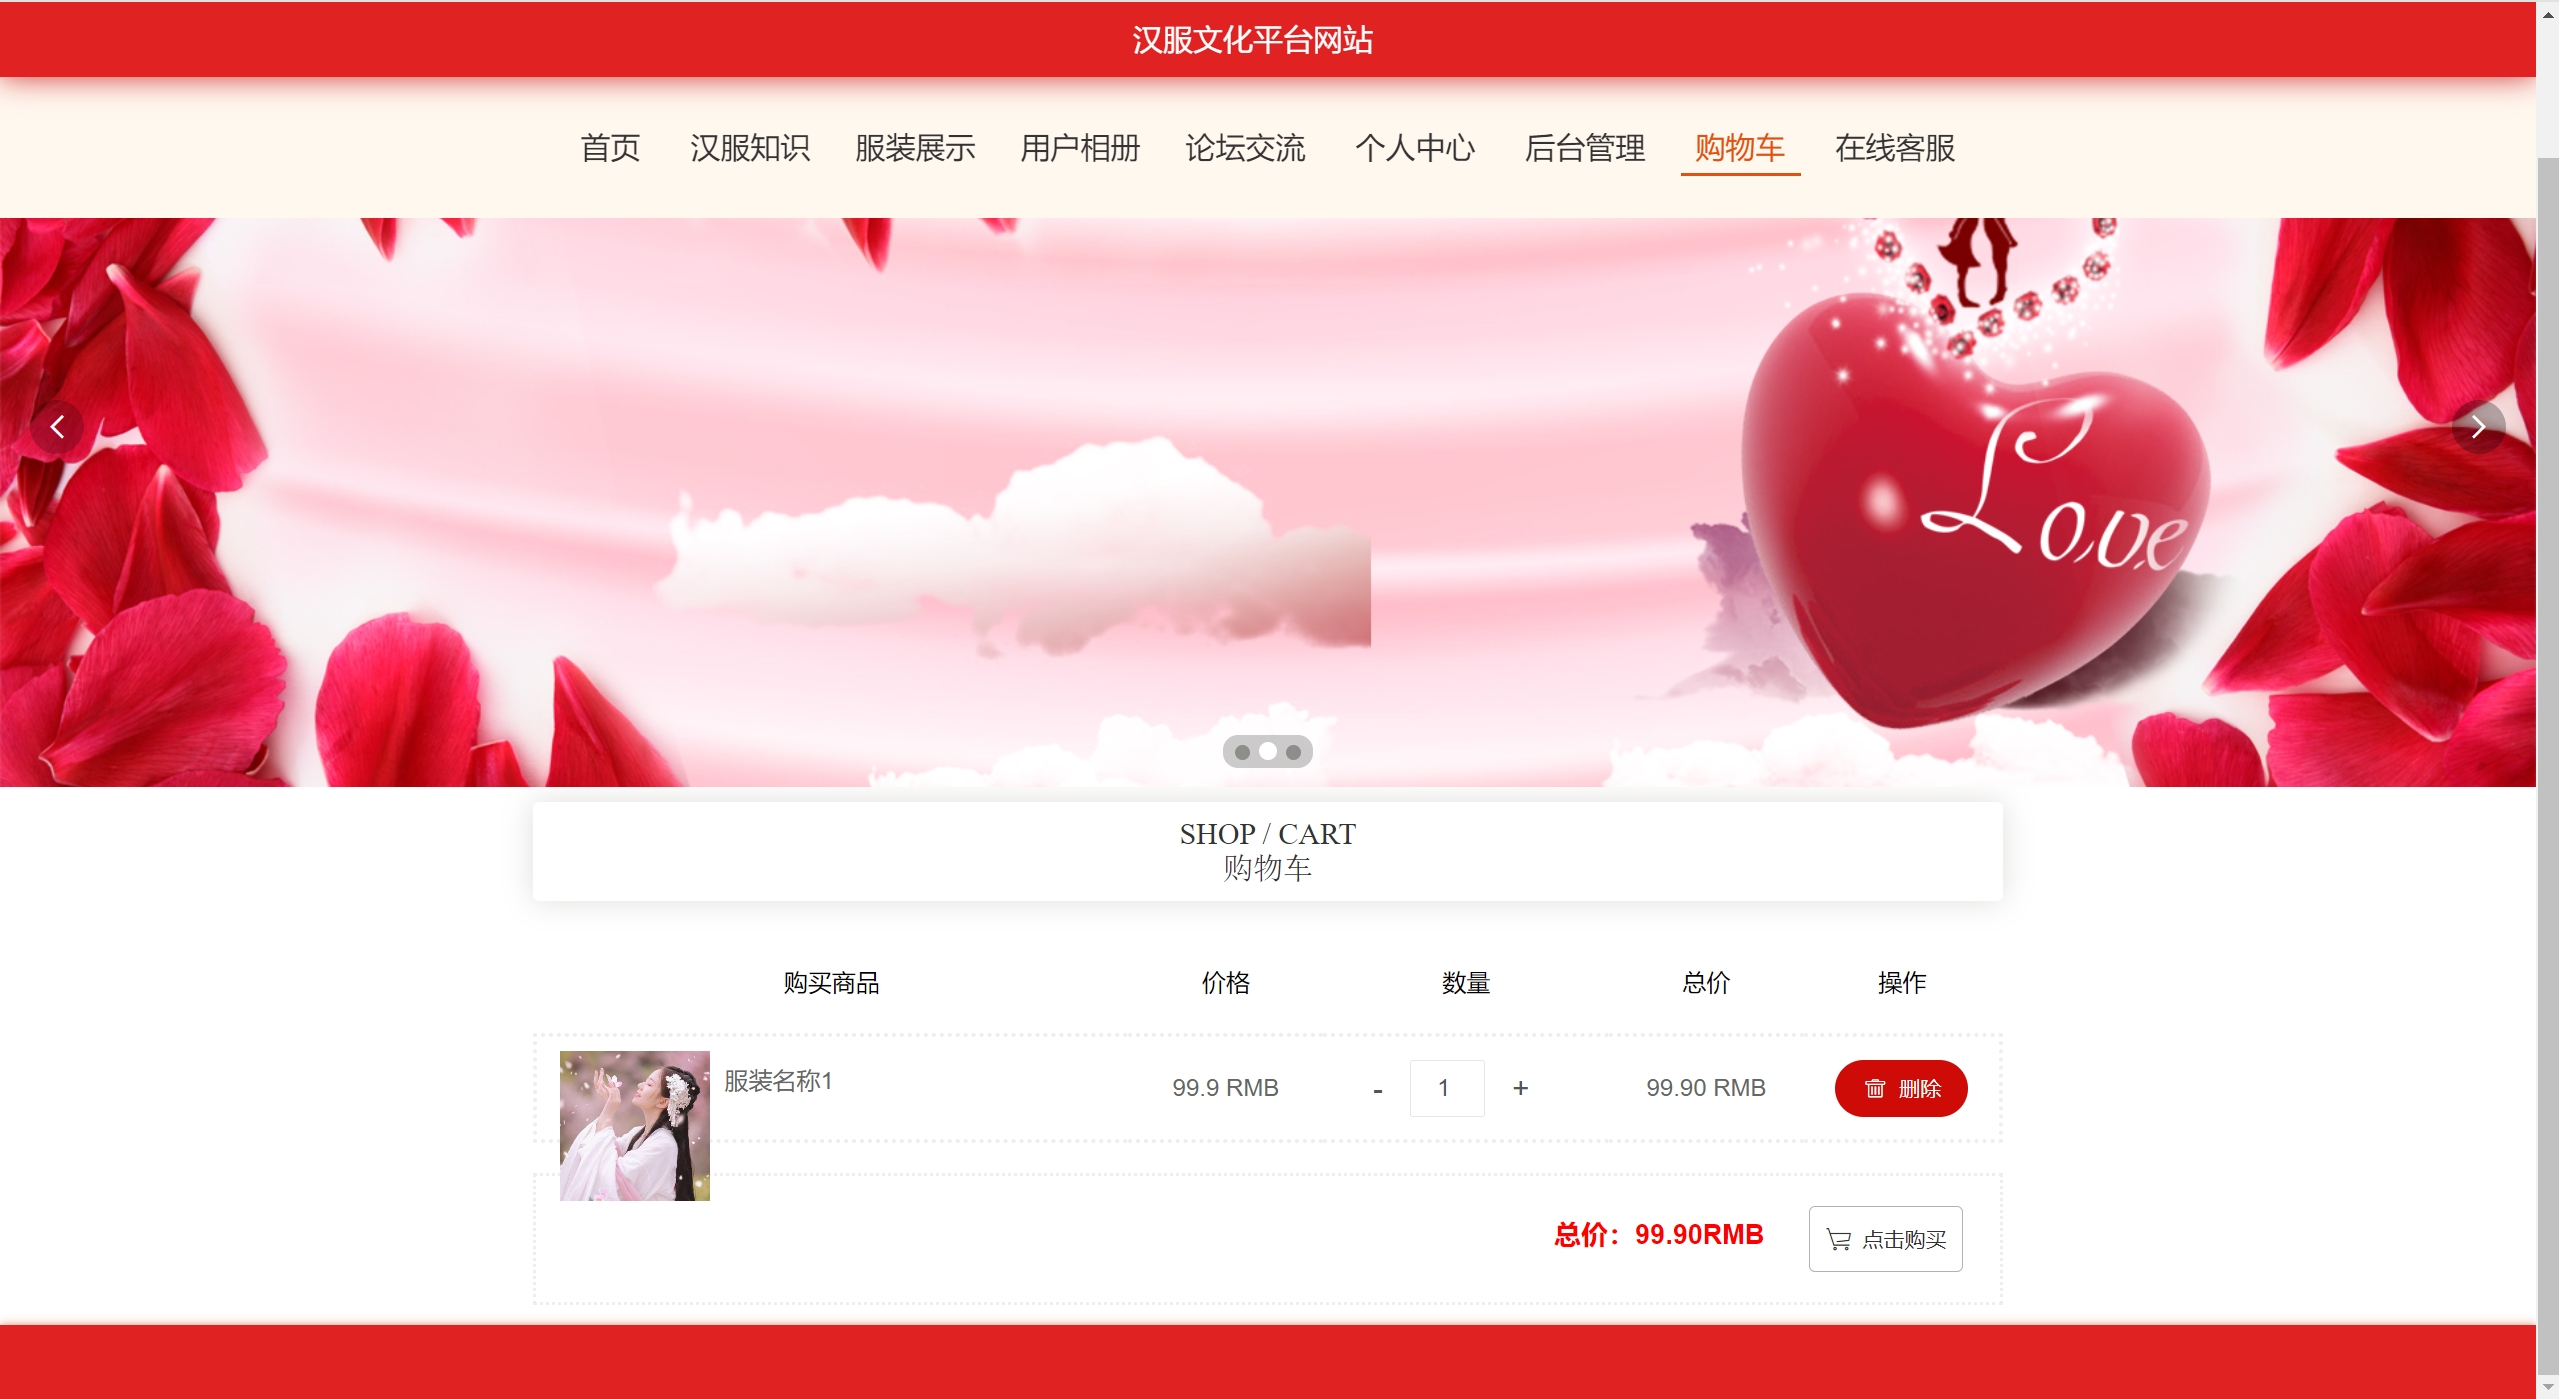 汉服文化平台网站
首页 汉服知识 服装展示 用户相册 论坛交流 个人中心 后台管理 购物车 在线客服
Love
SHOP / CART
购物车
购买商品 价格 数量 总价 操作
服装名称1 99.9 RMB - 1 + 99.90 RMB 删除
总价：99.90RMB 点击购买